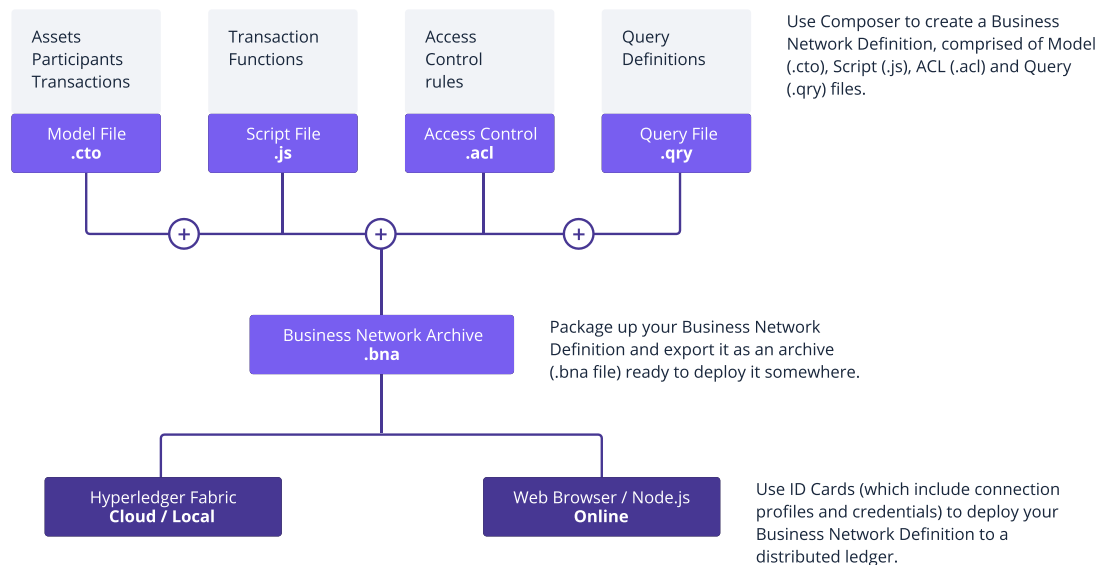 Assets
Participants
Transactions
Model File
.cto
Transaction
Functions
Script File
.js
Access
Control
rules
Access Control
.acl
Query
Definitions
Query File
.qry
Use Composer to create a Business
Network Definition, comprised of Model
(.cto), Script (.js), ACL (.acl) and Query
(.qry) files.
+
+
+
Business Network Archive
.bna
Package up your Business Network
Definition and export it as an archive
(.bna file) ready to deploy it somewhere.
Hyperledger Fabric
Cloud / Local
Web Browser / Node.js
Online
Use ID Cards (which include connection
profiles and credentials) to deploy your
Business Network Definition to a
distributed ledger.